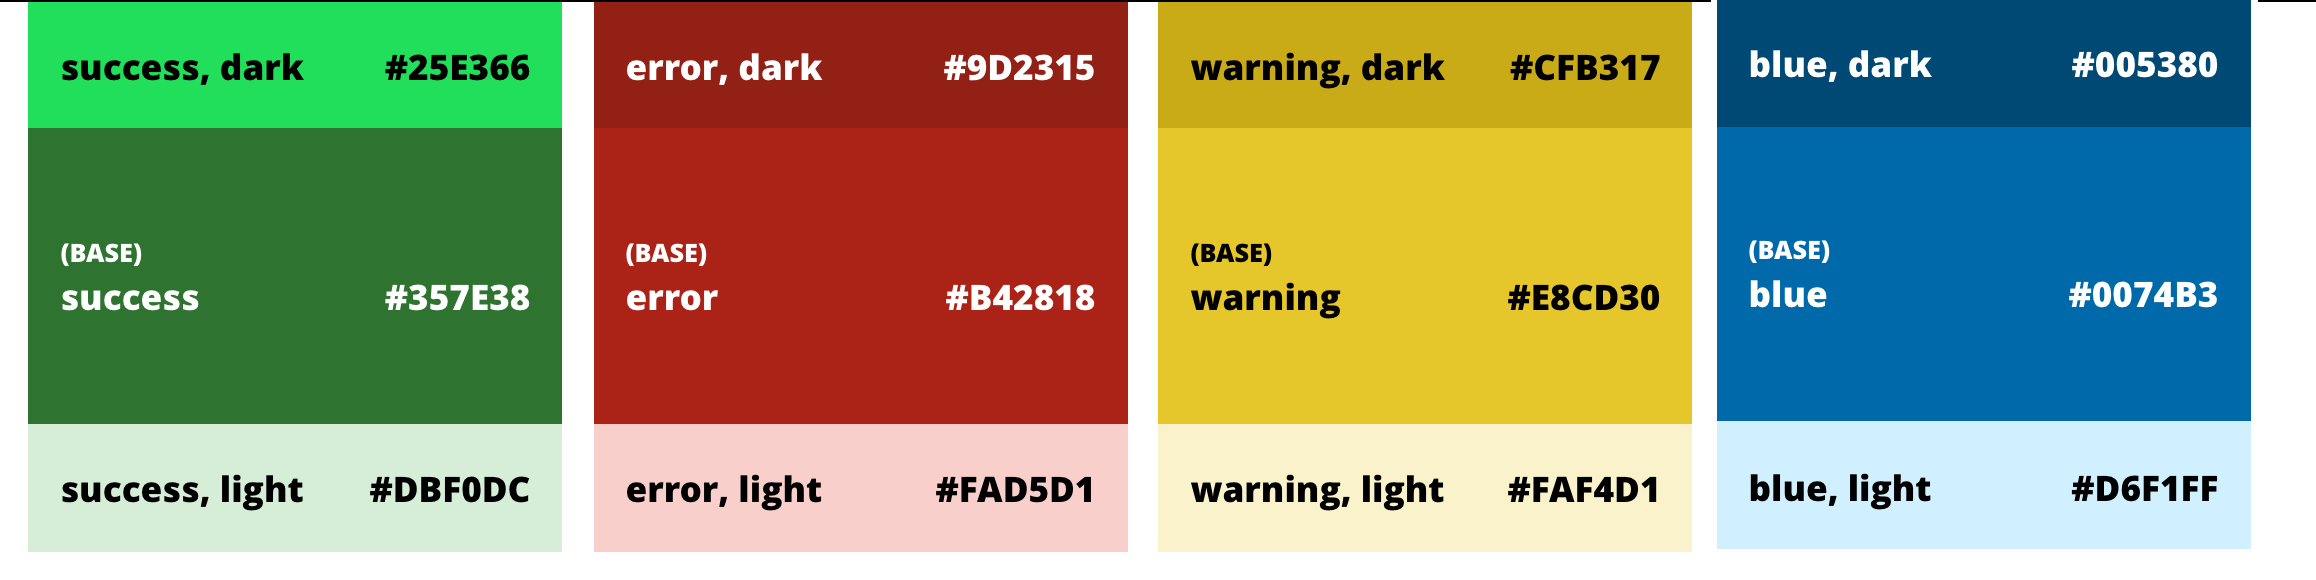 success, dark #25E366
(BASE)
success #357E38
success, light #DBF0DC
error, dark #9D2315
(BASE)
error #B42818
error, light #FAD5D1
warning, dark #CFB317
(BASE)
warning #E8CD30
warning, light #FAF4D1
blue, dark #005380
(BASE)
blue #0074B3
blue, light #D6F1FF